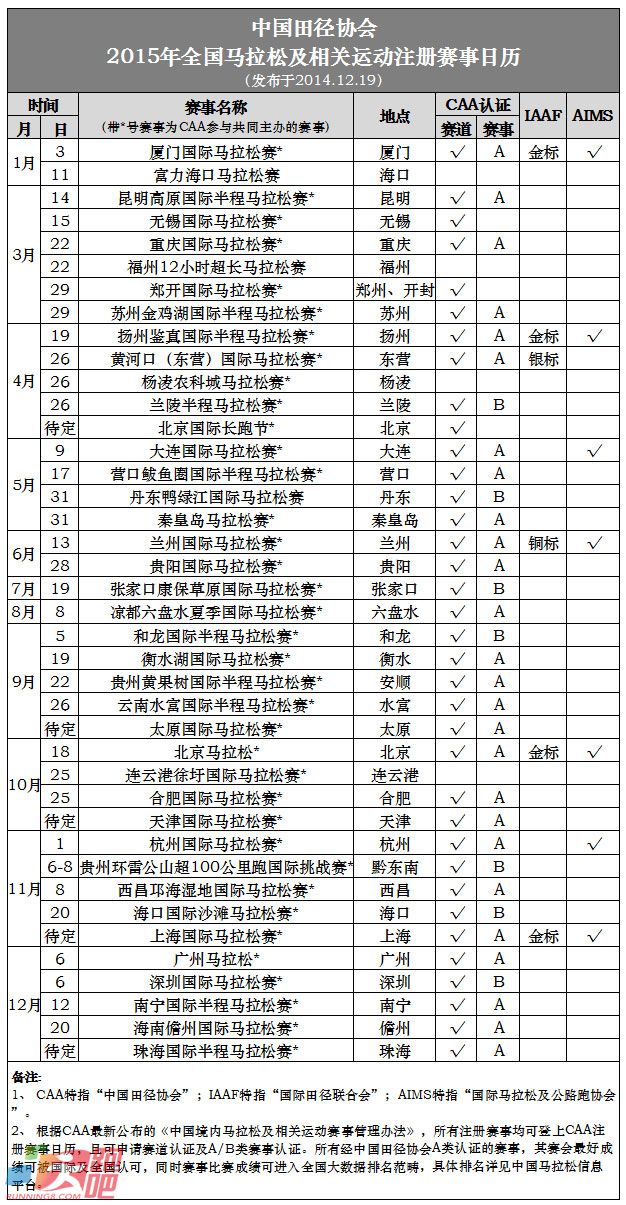 中国田径协会
2015年全国马拉松及相关运动注册赛事日历
（发布于2014.12.19）
时间 赛事名称 地点 CAA认证 IAAF AIMS
月 日 （带*号赛事为CAA参与共同主办的赛事） 赛道 赛事
1月 3 厦门国际马拉松赛* 厦门 √ A 金标 √
11 富力海口马拉松赛 海口
3月 14 昆明高原国际半程马拉松赛* 昆明 √ A
15 无锡国际马拉松赛* 无锡 √
22 重庆国际马拉松赛* 重庆 √ A
22 福州12小时超长马拉松赛 福州
29 郑开国际马拉松赛* 郑州、开封 √
29 苏州金鸡湖国际半程马拉松赛* 苏州 √ A
4月 19 扬州鉴真国际半程马拉松赛* 扬州 √ A 金标 √
26 黄河口（东营）国际马拉松赛* 东营 √ A 银标
26 杨凌农科城马拉松赛* 杨凌
26 兰陵半程马拉松赛* 兰陵 √ B
待定 北京国际长跑节* 北京 √
5月 9 大连国际马拉松赛* 大连 √ A √
17 营口鲅鱼圈国际半程马拉松赛* 营口 √ A
31 丹东鸭绿江国际马拉松赛 丹东 √ B
31 秦皇岛马拉松赛* 秦皇岛 √ A
6月 13 兰州国际马拉松赛* 兰州 √ A 铜标 √
28 贵阳国际马拉松赛* 贵阳 √ A
7月 19 张家口康保草原国际马拉松赛* 张家口 √ B
8月 8 凉都六盘水夏季国际马拉松赛* 六盘水 √ A
9月 5 和龙国际半程马拉松赛* 和龙 √ B
19 衡水湖国际马拉松赛* 衡水 √ A
22 贵州黄果树国际半程马拉松赛* 安顺 √ A
26 云南水富国际半程马拉松赛* 水富 √ A
待定 太原国际马拉松赛* 太原 √ A
10月 18 北京马拉松* 北京 √ A 金标 √
25 连云港徐圩国际马拉松赛* 连云港
25 合肥国际马拉松赛* 合肥 √ A
待定 天津国际马拉松赛* 天津 √ A
11月 1 杭州国际马拉松赛* 杭州 √ A √
6-8 贵州环雷公山超100公里跑国际挑战赛* 黔东南 √ B
8 西昌邛海湿地国际马拉松赛* 西昌 √ A
20 海口国际沙滩马拉松赛* 海口 √ B
待定 上海国际马拉松赛* 上海 √ A 金标 √
12月 6 广州马拉松* 广州 √ A
6 深圳国际马拉松赛* 深圳 √ B
12 南宁国际半程马拉松赛* 南宁 √ A
20 海南儋州国际马拉松赛* 儋州 √ A
待定 珠海国际半程马拉松赛* 珠海 √ A
备注:
1、 CAA特指“中国田径协会”；IAAF特指“国际田径联合会”；AIMS特指“国际马拉松及公路跑协会
”。
2、 根据CAA最新公布的《中国境内马拉松及相关运动赛事管理办法》，所有注册赛事均可登上CAA注
册赛事日历，且可申请赛道认证及A/B类赛事认证。所有经中国田径协会A类认证的赛事，其赛会最好成
绩可被国际及全国认可，同时赛事比赛成绩可进入全国大数据排名范畴，具体排名详见中国马拉松信息
平台。
跑吧
RUNNING8.COM